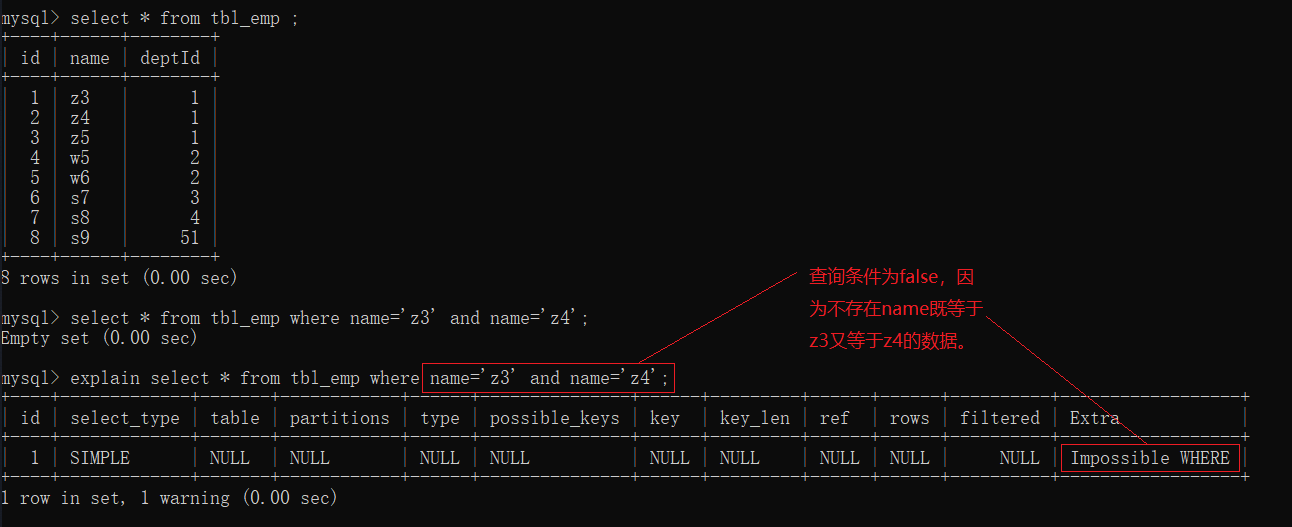 mysql> select * from tbl_emp ;
+----+------+--------+
| id | name | deptId |
+----+------+--------+
| 1 | z3 | 1 |
| 2 | z4 | 1 |
| 3 | z5 | 1 |
| 4 | w5 | 2 |
| 5 | w6 | 2 |
| 6 | s7 | 3 |
| 7 | s8 | 4 |
| 8 | s9 | 51 |
+----+------+--------+
8 rows in set (0.00 sec)
查询条件为false，因
为不存在name既等于
z3又等于z4的数据。
mysql> select * from tbl_emp where name='z3' and name='z4';
Empty set (0.00 sec)
mysql> explain select * from tbl_emp where name='z3' and name='z4';
+----+-------------+-------+------------+------+---------------+------+---------+------+------+----------+------------------+
| id | select_type | table | partitions | type | possible_keys | key | key_len | ref | rows | filtered | Extra |
+----+-------------+-------+------------+------+---------------+------+---------+------+------+----------+------------------+
| 1 | SIMPLE | NULL | NULL | NULL | NULL | NULL | NULL | NULL | NULL | NULL | Impossible WHERE |
+----+-------------+-------+------------+------+---------------+------+---------+------+------+----------+------------------+
1 row in set, 1 warning (0.00 sec)